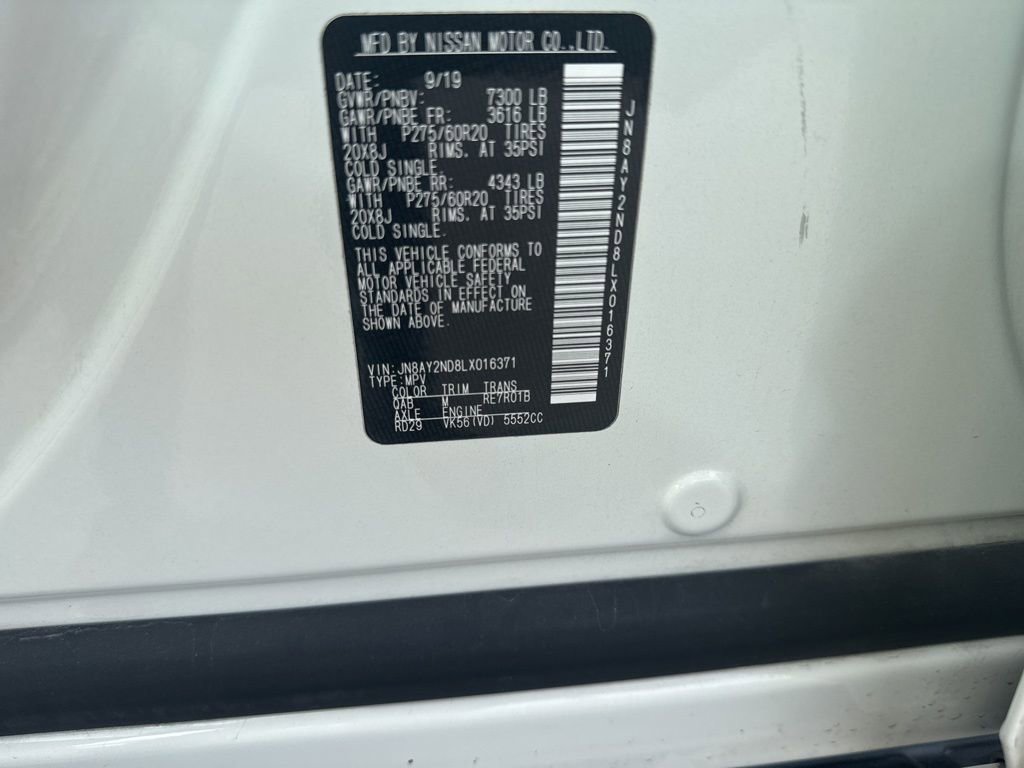 MFD BY NISSAN MOTOR CO.,LTD.
DATE: 9/19
GVWR/PNBV: 7300 LB
GAWR/PNBE FR: 3616 LB
WITH P275/60R20 TIRES
20X8J RIMS. AT 35PSI
COLD SINGLE.
GAWR/PNBE RR: 4343 LB
WITH P275/60R20 TIRES
20X8J RIMS. AT 35PSI
COLD SINGLE.
THIS VEHICLE CONFORMS TO
ALL APPLICABLE FEDERAL
MOTOR VEHICLE SAFETY
STANDARDS IN EFFECT ON
THE DATE OF MANUFACTURE
SHOWN ABOVE.
VIN:JN8AY2ND8LX016371
TYPE:MPV
COLOR TRIM TRANS
QAB M RE7R01B
AXLE ENGINE
RD29 VK56(VD) 5552CC
JN8AY2ND8LX016371